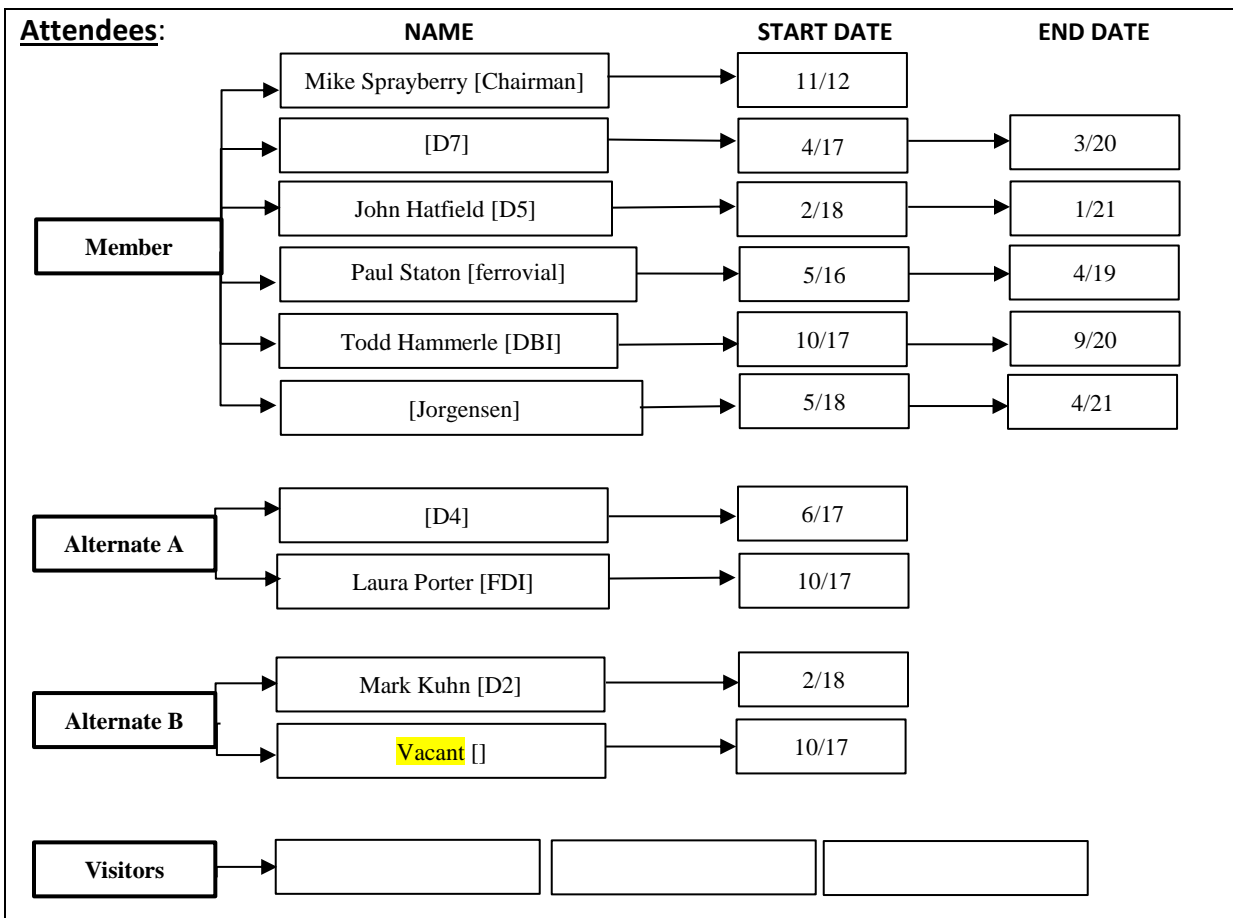 Attendees: NAME START DATE END DATE
Mike Sprayberry [Chairman] 11/12
[D7] 4/17 3/20
John Hatfield [D5] 2/18 1/21
Member
Paul Staton [ferrovial] 5/16 4/19
Todd Hammerle [DBI] 10/17 9/20
[Jorgensen] 5/18 4/21
[D4] 6/17
Alternate A
Laura Porter [FDI] 10/17
Mark Kuhn [D2] 2/18
Alternate B
Vacant [] 10/17
Visitors